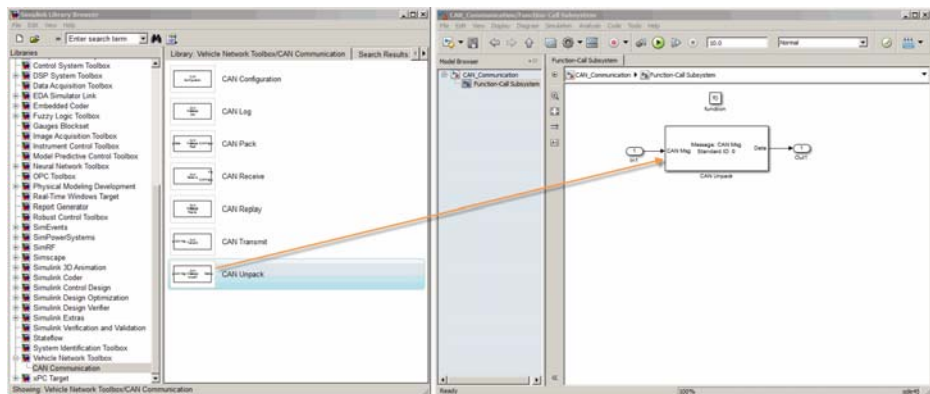 Simulink Library Browser
File Edit View Help
Enter search term
Libraries
Library: Vehicle Network Toolbox/CAN Communication
Search Results
Control System Toolbox
DSP System Toolbox
Data Acquisition Toolbox
EDA Simulator Link
Embedded Coder
Fuzzy Logic Toolbox
Gauges Blockset
Image Acquisition Toolbox
Instrument Control Toolbox
Model Predictive Control Toolbox
Neural Network Toolbox
OPC Toolbox
Physical Modeling Development
Real-Time Windows Target
Report Generator
Robust Control Toolbox
SimEvents
SimPowerSystems
SimRF
Simscape
Simulink 3D Animation
Simulink Coder
Simulink Control Design
Simulink Design Optimization
Simulink Design Verifier
Simulink Extras
Simulink Verification and Validation
Stateflow
System Identification Toolbox
Vehicle Network Toolbox
CAN Communication
xPC Target
CAN Configuration
CAN Log
CAN Pack
CAN Receive
CAN Replay
CAN Transmit
CAN Unpack
Showing: Vehicle Network Toolbox/CAN Communication
CAN_Communication/Function-Call Subsystem
File Edit View Display Diagram Simulation Analysis Code Tools Help
10.0
Normal
Model Browser
CAN_Communication
Function-Call Subsystem
Function-Call Subsystem
CAN_Communication
Function-Call Subsystem
f()
function
1
In1
CAN Msg
Message: CAN Msg
Standard ID: 0
Data
CAN Unpack
1
Out1
Ready
100%
ode45